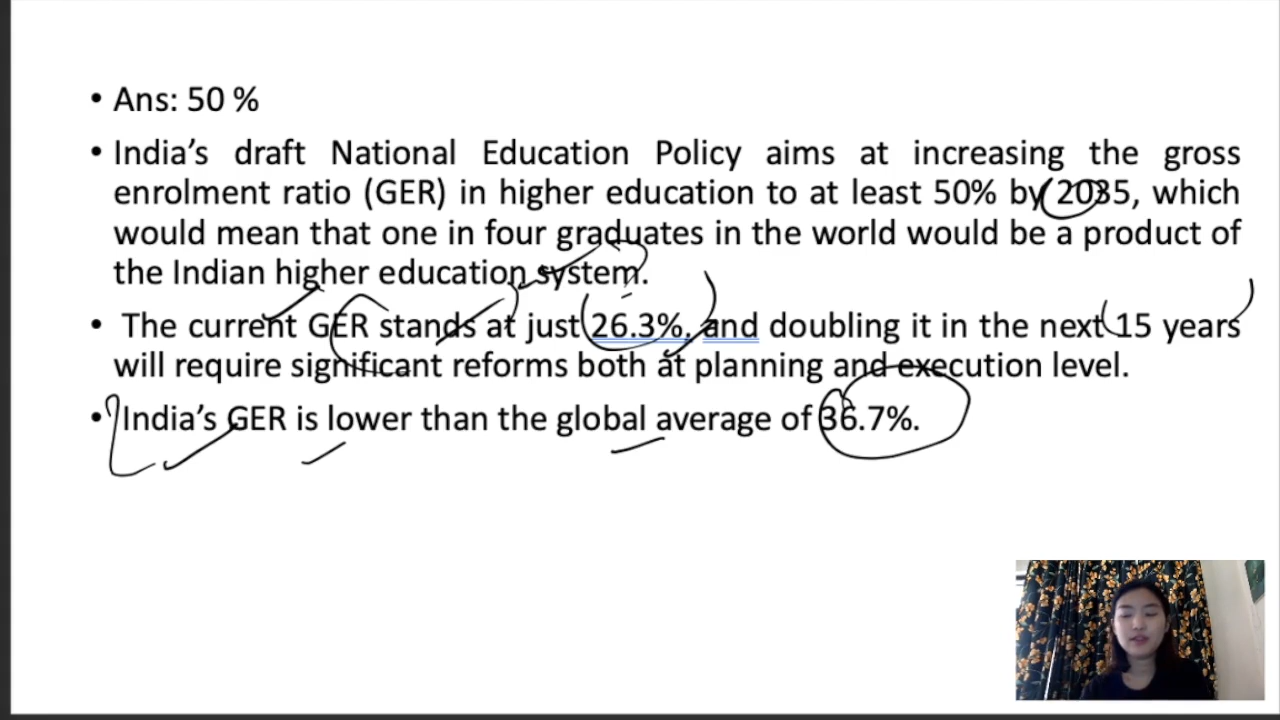 • Ans: 50 %
• India’s draft National Education Policy aims at increasing the gross
enrolment ratio (GER) in higher education to at least 50% by 2035, which
would mean that one in four graduates in the world would be a product of
the Indian higher education system.
• The current GER stands at just 26.3%, and doubling it in the next 15 years
will require significant reforms both at planning and execution level.
• India’s GER is lower than the global average of 36.7%.